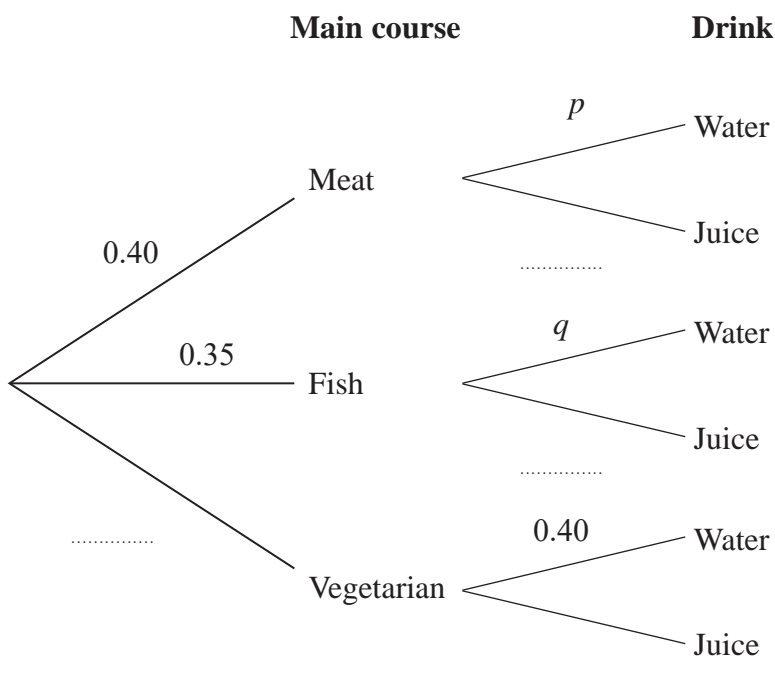 Main course Drink
p
Water
Meat
0.40
Juice
...............
q
Water
0.35
Fish
Juice
...............
0.40
...............
Water
Vegetarian
Juice